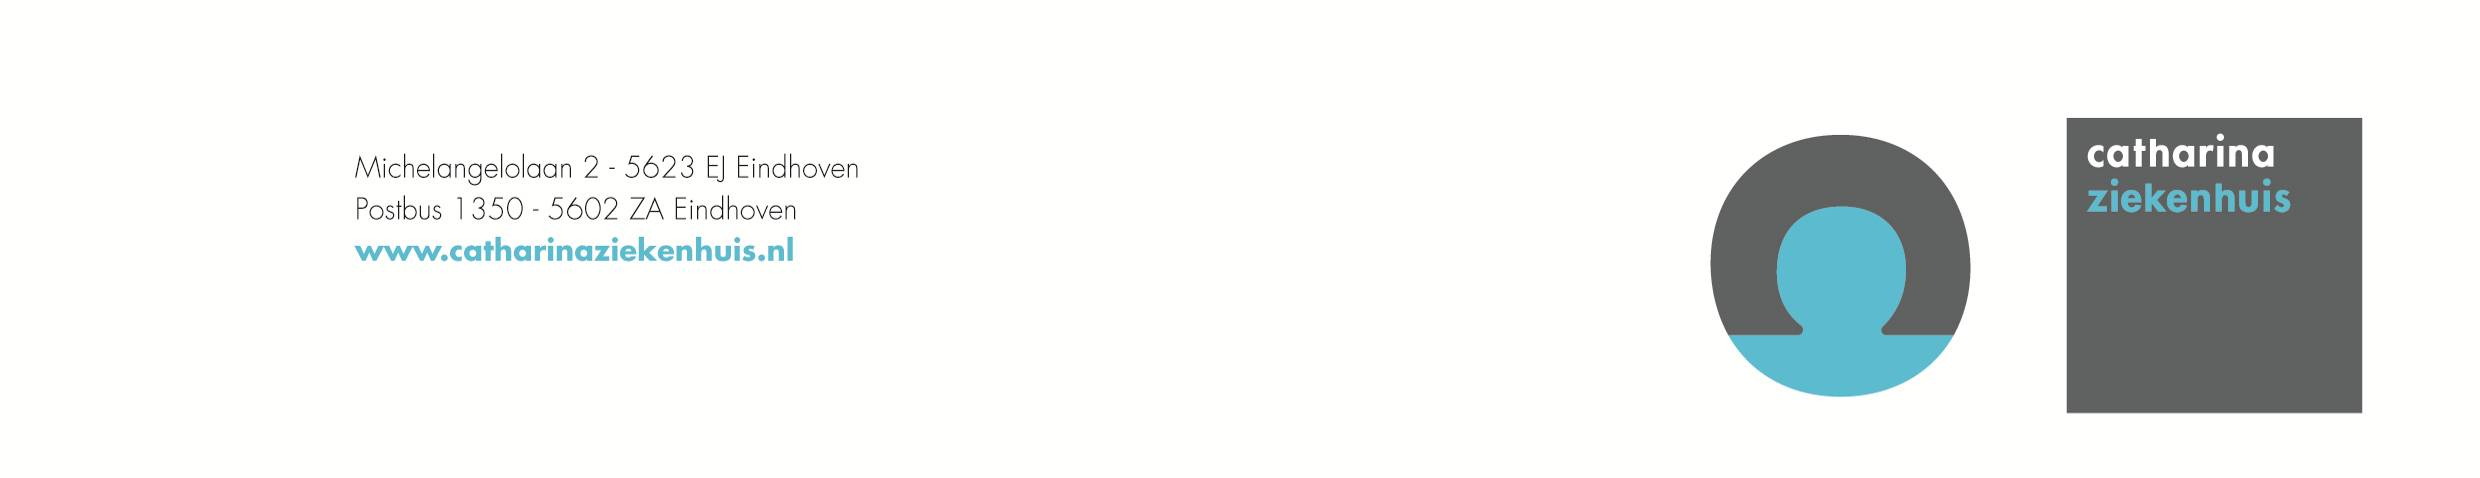 Michelangelolaan 2 - 5623 EJ Eindhoven
Postbus 1350 - 5602 ZA Eindhoven
www.catharinaziekenhuis.nl
catharina
ziekenhuis